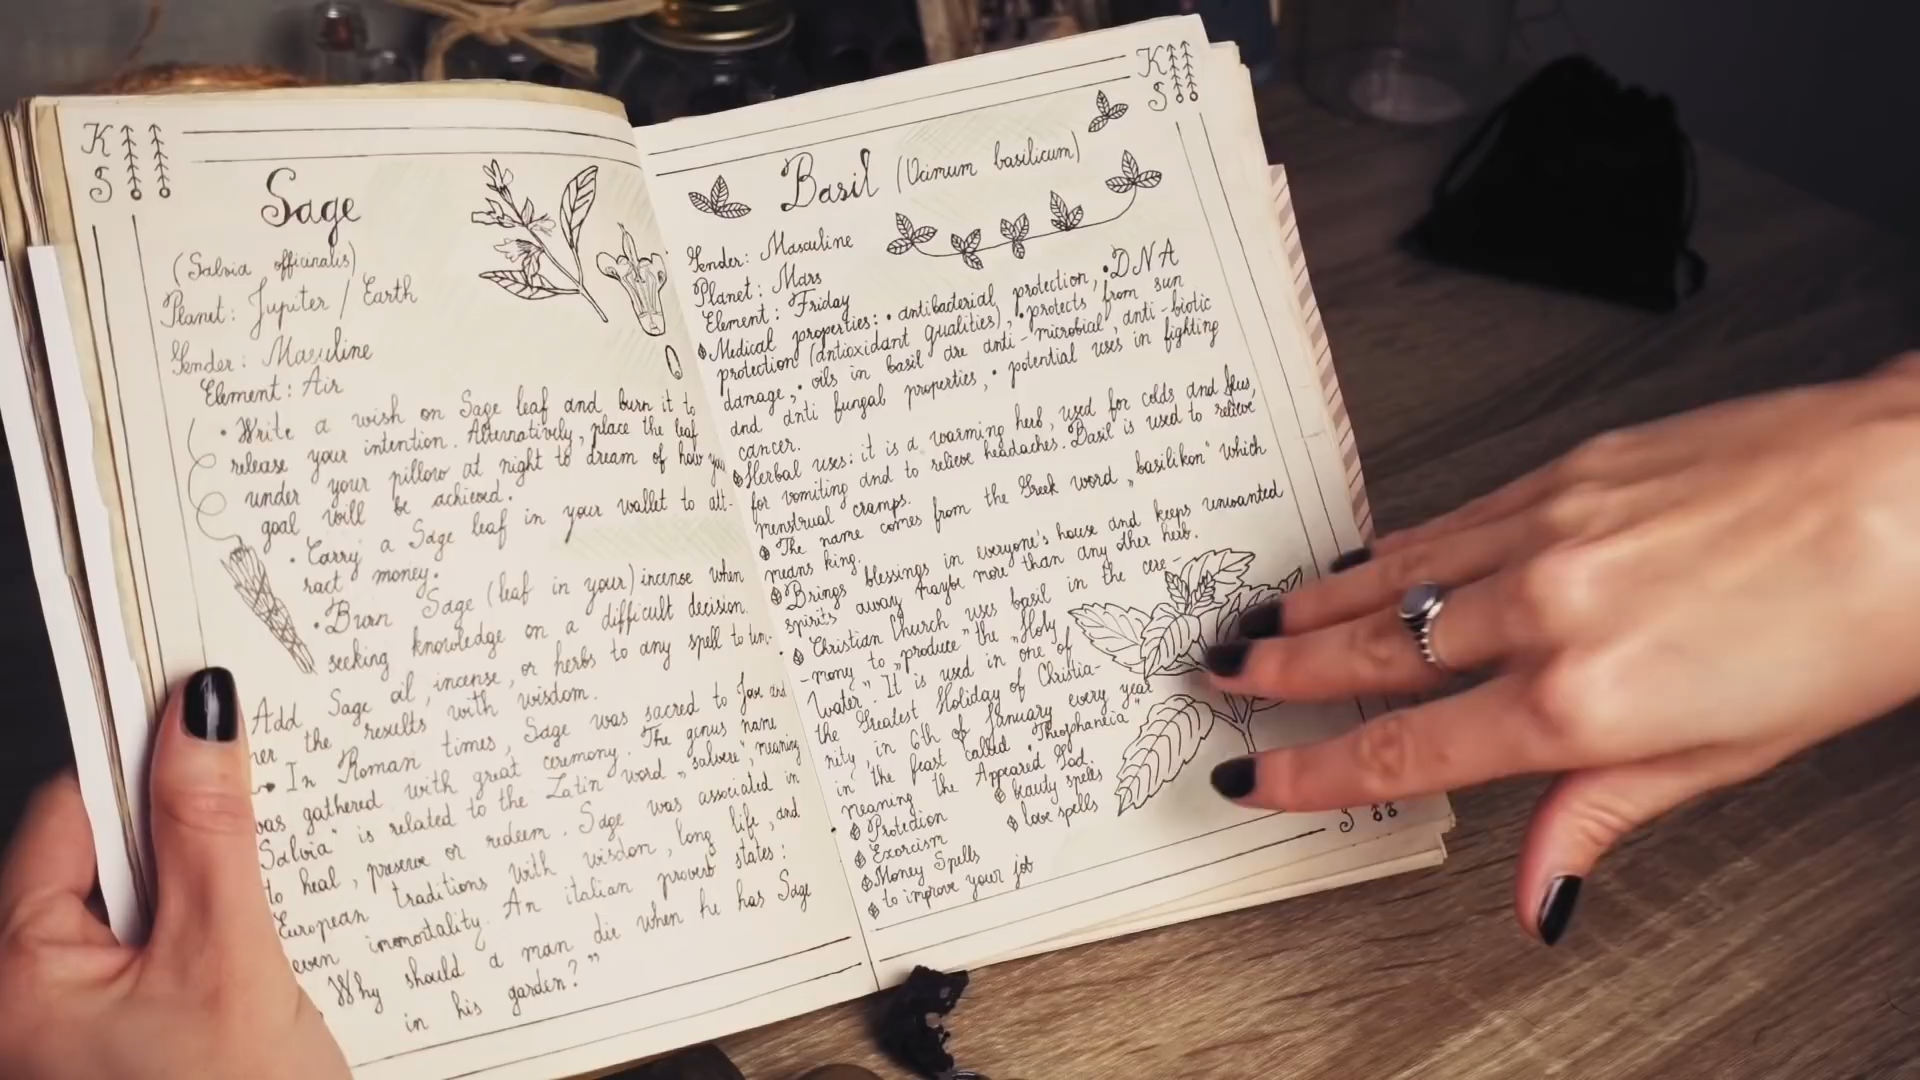 K
S
Sage
(Salvia officinalis)
Planet: Jupiter / Earth
Gender: Masculine
Element: Air
• Write a wish on Sage leaf and burn it to
release your intention. Alternatively, place the leaf
under your pillow at night to dream of how you
goal will be achieved.
• Carry a Sage leaf in your wallet to att-
ract money.
• Burn Sage (leaf in your) incense when
seeking knowledge on a difficult decision.
Add Sage oil, incense, or herbs to any spell to tem-
per the results with wisdom.
In Roman times, Sage was sacred to Jove and
was gathered with great ceremony. The genus name
Salvia" is related to the Latin word „salvere", meaning
to heal, preserve or redeem. Sage was associated in
European traditions with wisdom, long life, and
even immortality. An italian proverb states:
Why should a man die when he has Sage
in his garden?"
K
S
Basil (Ocimum basilicum)
Gender: Masculine
Planet: Mars
Element: Friday
Medical properties: • antibacterial protection, • DNA
protection (antioxidant qualities), • protects from sun
damage, • oils in basil are anti-microbial, anti-biotic
and anti fungal properties, • potential uses in fighting
cancer.
Herbal uses: it is a warming herb, used for colds and flus,
for vomiting and to relieve headaches. Basil is used to relieve
menstrual cramps.
The name comes from the Greek word „basilikon" which
means king.
Brings blessings in everyone's house and keeps unwanted
spirits away maybe more than any other herb.
Christian Church uses basil in the cere-
-mony to „produce" the „Holy
Water". It is used in one of
the Greatest Holiday of Christia-
nity, in 6th of January every year
in the feast called "Theophaneia"
meaning the Appeared God.
Protection
Exorcism
Money Spells
to improve your job
beauty spells
love spells
S